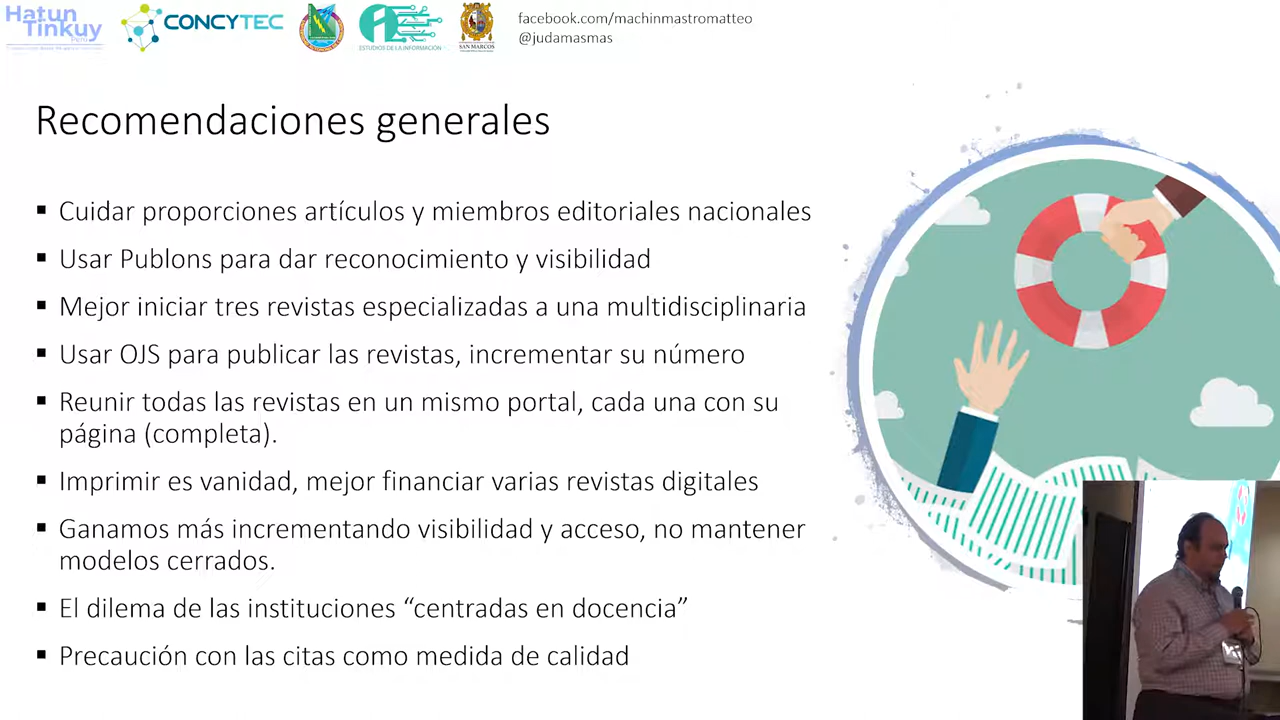 Hatun
Tinkuy
CONCYTEC
ESTUDIOS DE LA INFORMACIÓN
SAN MARCOS
facebook.com/machinmastromatteo
@judamasmas
Recomendaciones generales
▪ Cuidar proporciones artículos y miembros editoriales nacionales
▪ Usar Publons para dar reconocimiento y visibilidad
▪ Mejor iniciar tres revistas especializadas a una multidisciplinaria
▪ Usar OJS para publicar las revistas, incrementar su número
▪ Reunir todas las revistas en un mismo portal, cada una con su
página (completa).
▪ Imprimir es vanidad, mejor financiar varias revistas digitales
▪ Ganamos más incrementando visibilidad y acceso, no mantener
modelos cerrados.
▪ El dilema de las instituciones “centradas en docencia”
▪ Precaución con las citas como medida de calidad